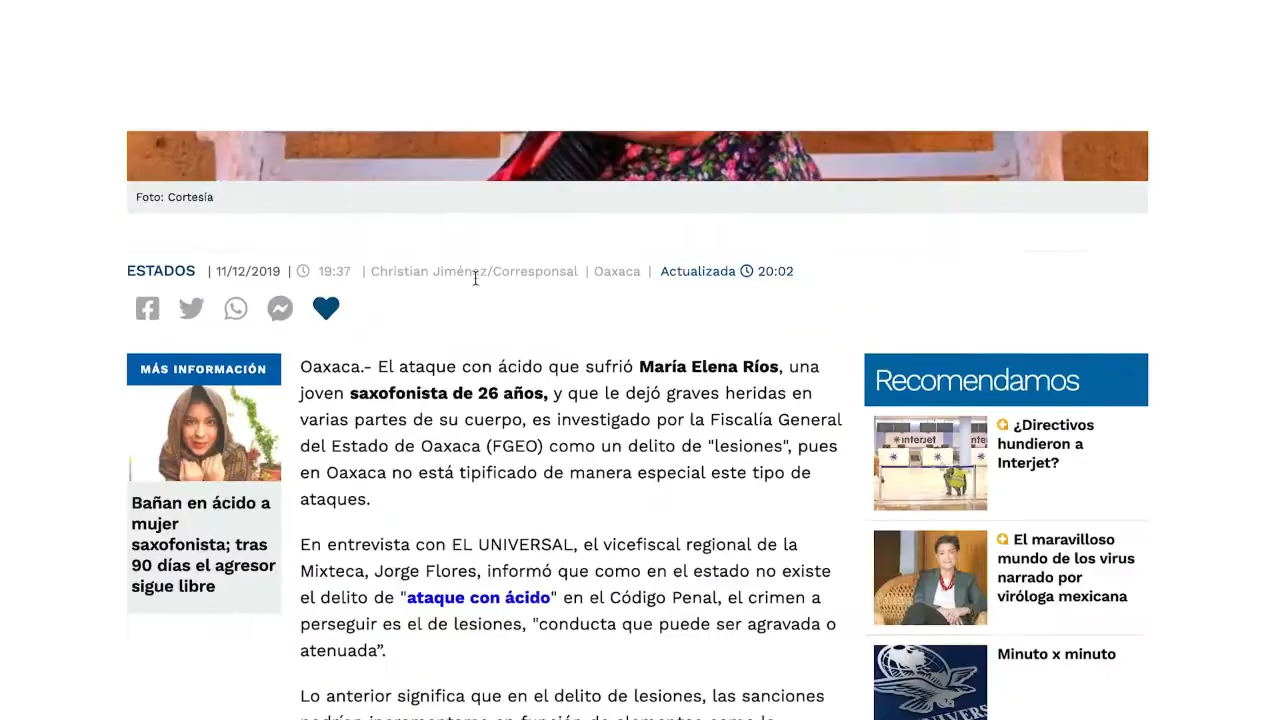 Foto: Cortesía
ESTADOS | 11/12/2019 | 19:37 | Christian Jiménez/Corresponsal | Oaxaca | Actualizada 20:02
MÁS INFORMACIÓN
Bañan en ácido a
mujer
saxofonista; tras
90 días el agresor
sigue libre
Oaxaca.- El ataque con ácido que sufrió María Elena Ríos, una
joven saxofonista de 26 años, y que le dejó graves heridas en
varias partes de su cuerpo, es investigado por la Fiscalía General
del Estado de Oaxaca (FGEO) como un delito de "lesiones", pues
en Oaxaca no está tipificado de manera especial este tipo de
ataques.
En entrevista con EL UNIVERSAL, el vicefiscal regional de la
Mixteca, Jorge Flores, informó que como en el estado no existe
el delito de "ataque con ácido" en el Código Penal, el crimen a
perseguir es el de lesiones, "conducta que puede ser agravada o
atenuada”.
Lo anterior significa que en el delito de lesiones, las sanciones
Recomendamos
interjet
¿Directivos
hundieron a
Interjet?
El maravilloso
mundo de los virus
narrado por
viróloga mexicana
Minuto x minuto